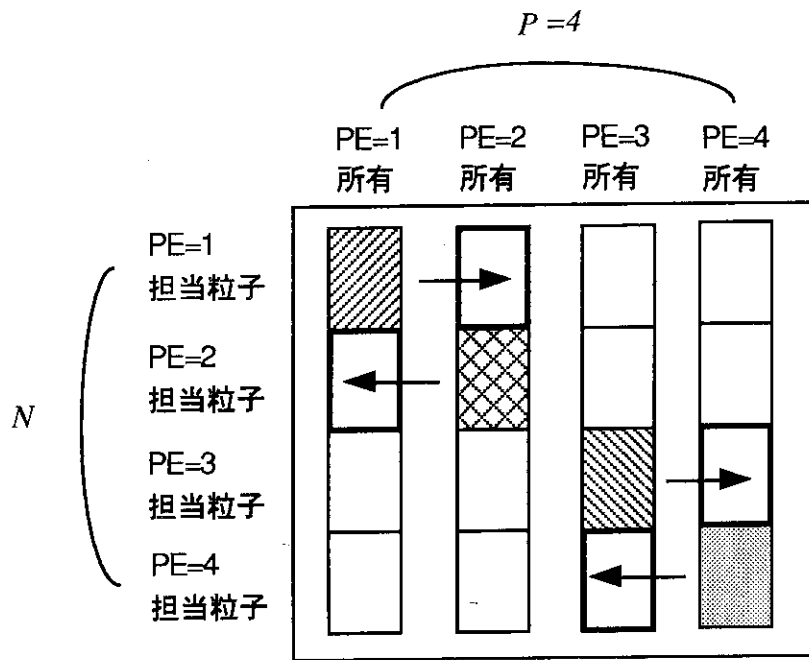 P=4
PE=1 PE=2 PE=3 PE=4
所有 所有 所有 所有
PE=1
担当粒子
PE=2
担当粒子
N
PE=3
担当粒子
PE=4
担当粒子